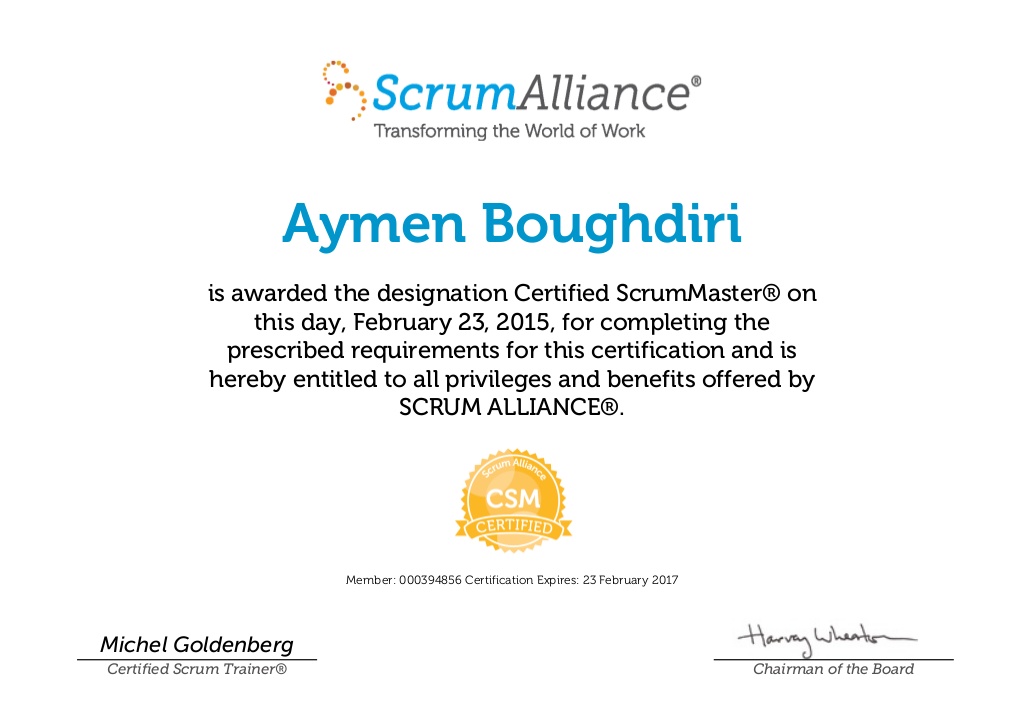 ScrumAlliance®
Transforming the World of Work
Aymen Boughdiri
is awarded the designation Certified ScrumMaster® on
this day, February 23, 2015, for completing the
prescribed requirements for this certification and is
hereby entitled to all privileges and benefits offered by
SCRUM ALLIANCE®.
Scrum Alliance
CSM
CERTIFIED
Member: 000394856 Certification Expires: 23 February 2017
Michel Goldenberg
Certified Scrum Trainer®
Harvey Wheaton
Chairman of the Board